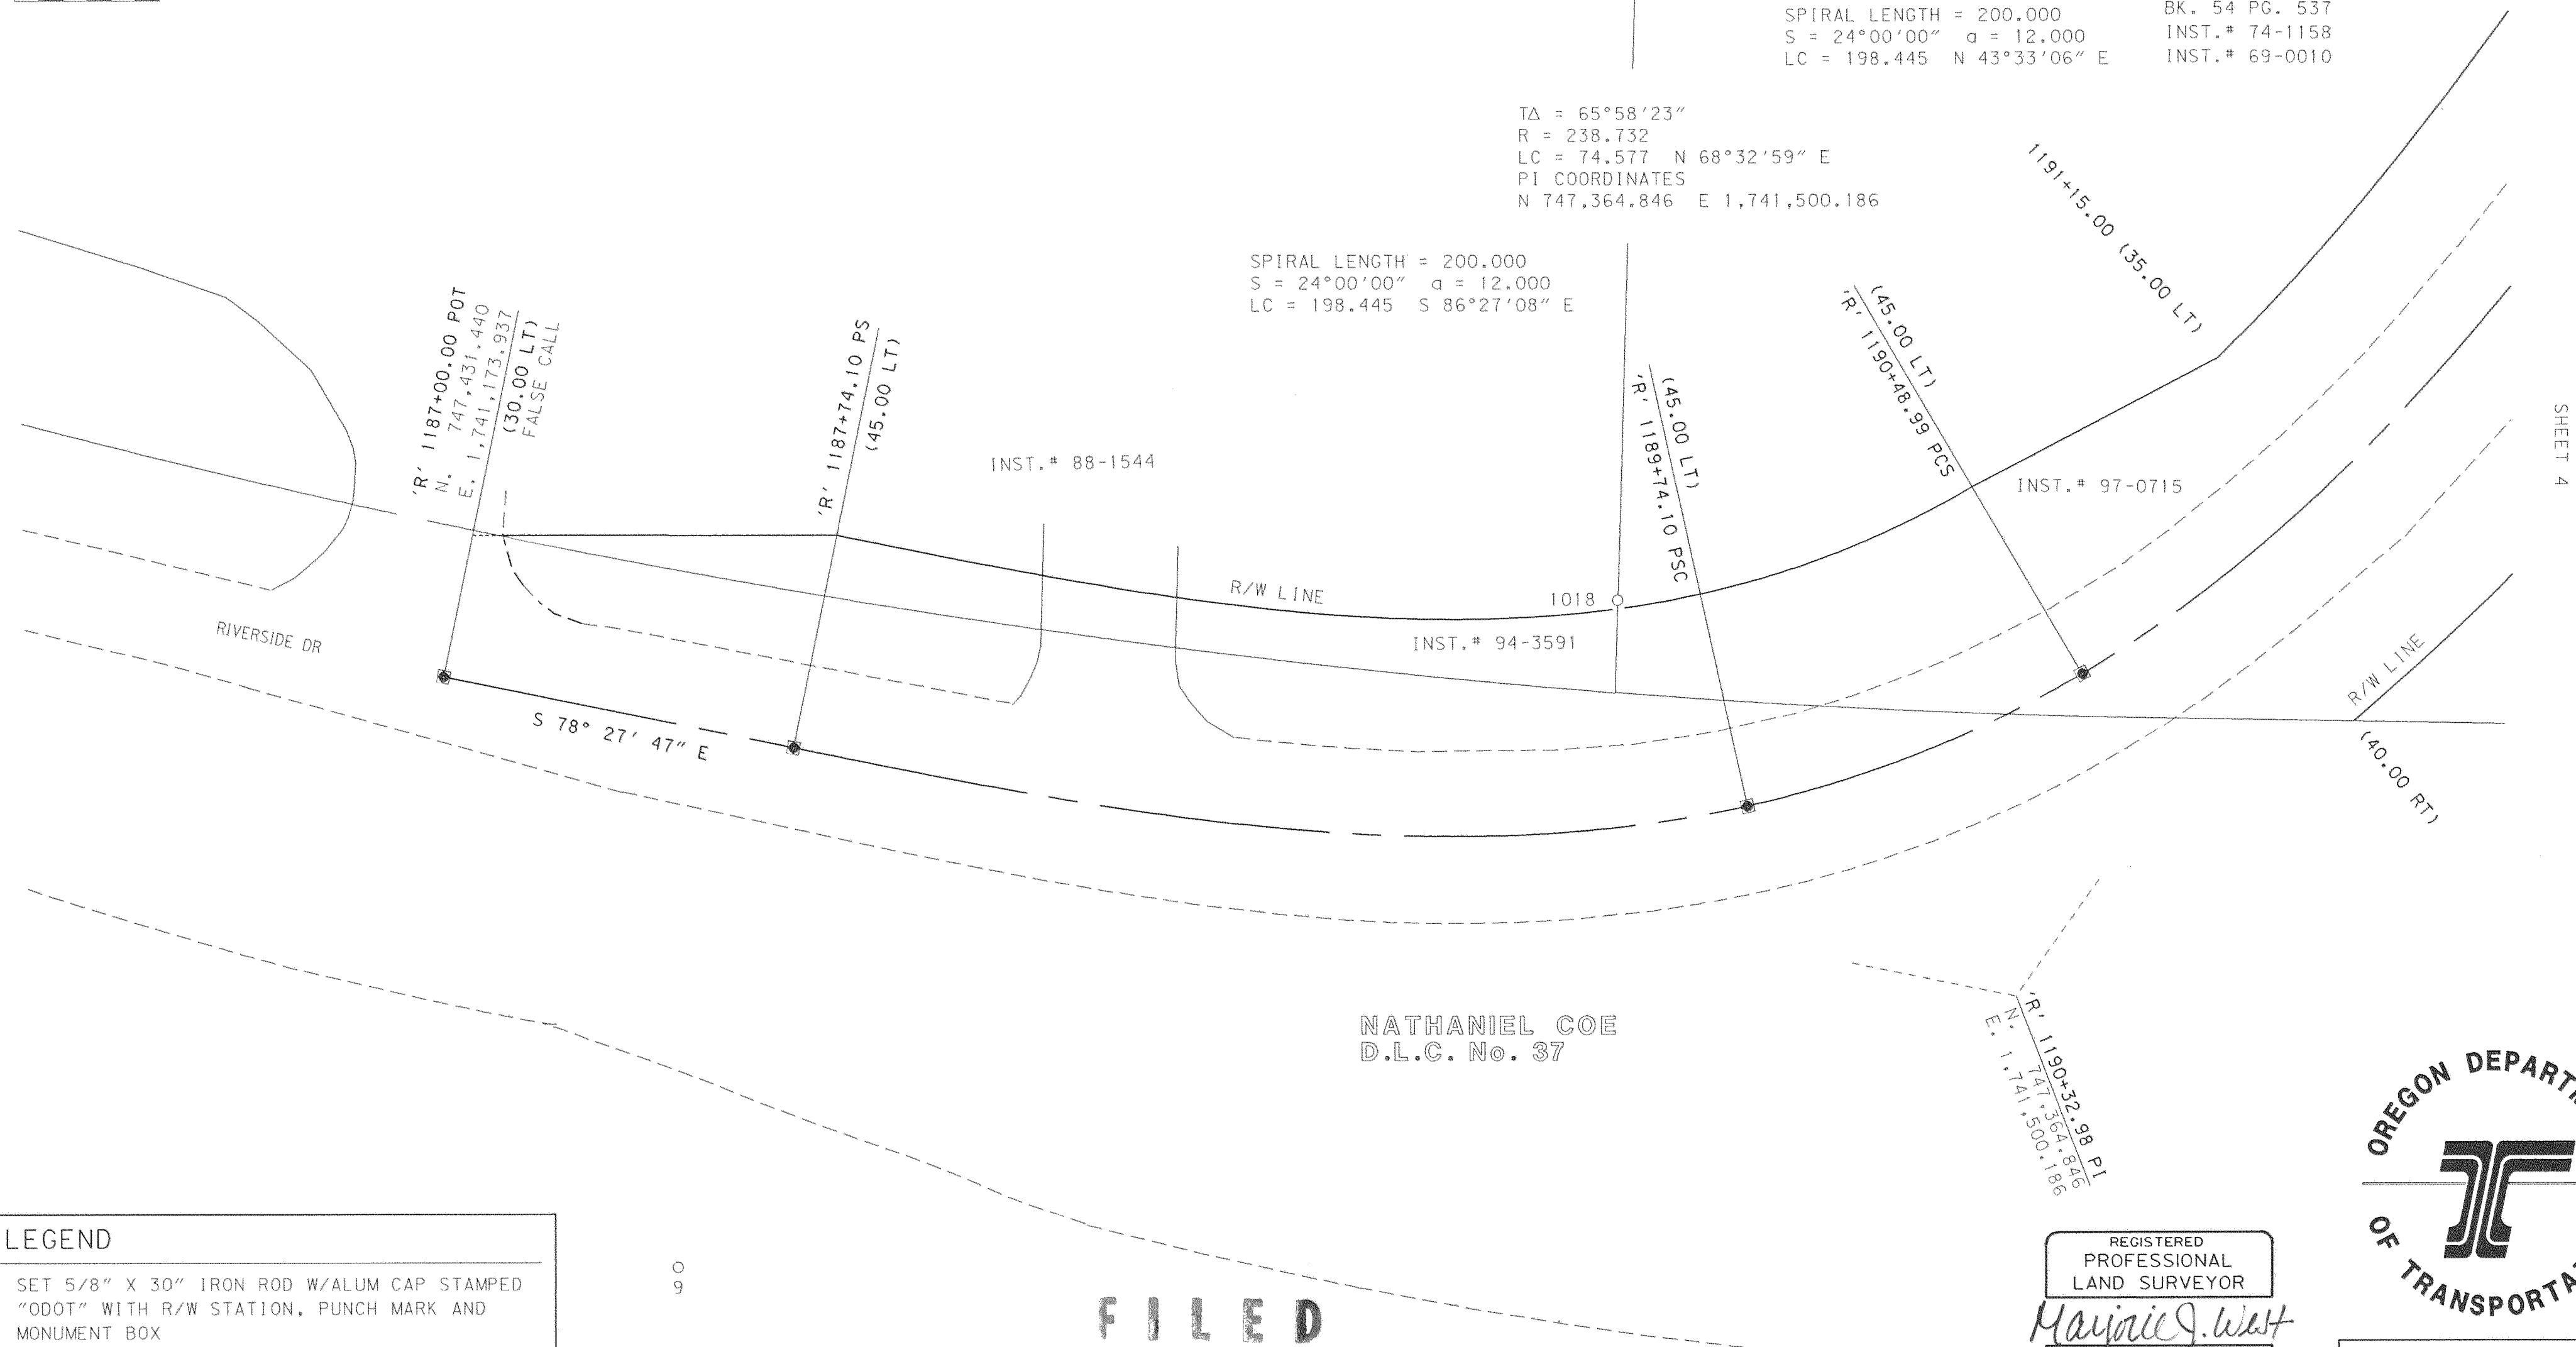 SPIRAL LENGTH = 200.000
S = 24°00'00" a = 12.000
LC = 198.445 N 43°33'06" E
BK. 54 PG. 537
INST.# 74-1158
INST.# 69-0010
TΔ = 65°58'23"
R = 238.732
LC = 74.577 N 68°32'59" E
PI COORDINATES
N 747,364.846 E 1,741,500.186
1191+15.00 (35.00 LT)
SPIRAL LENGTH = 200.000
S = 24°00'00" a = 12.000
LC = 198.445 S 86°27'08" E
'R' 1187+00.00 POT
N. 747,431.440
E. 1,741,173.937
(30.00 LT)
FALSE CALL
'R' 1187+74.10 PS
(45.00 LT)
(45.00 LT)
'R' 1189+74.10 PSC
(45.00 LT)
'R' 1190+48.99 PCS
SHEET 4
INST.# 88-1544
INST.# 97-0715
R/W LINE
1018
INST.# 94-3591
RIVERSIDE DR
S 78° 27' 47" E
R/W LINE
(40.00 RT)
NATHANIEL COE
D.L.C. No. 37
'R' 1190+32.98 PI
N. 747,364.846
E. 1,741,500.186
OREGON DEPART
OF TRANSPORTA
LEGEND
SET 5/8" X 30" IRON ROD W/ALUM CAP STAMPED
"ODOT" WITH R/W STATION, PUNCH MARK AND
MONUMENT BOX
9
FILED
REGISTERED
PROFESSIONAL
LAND SURVEYOR
Marjorie J. West